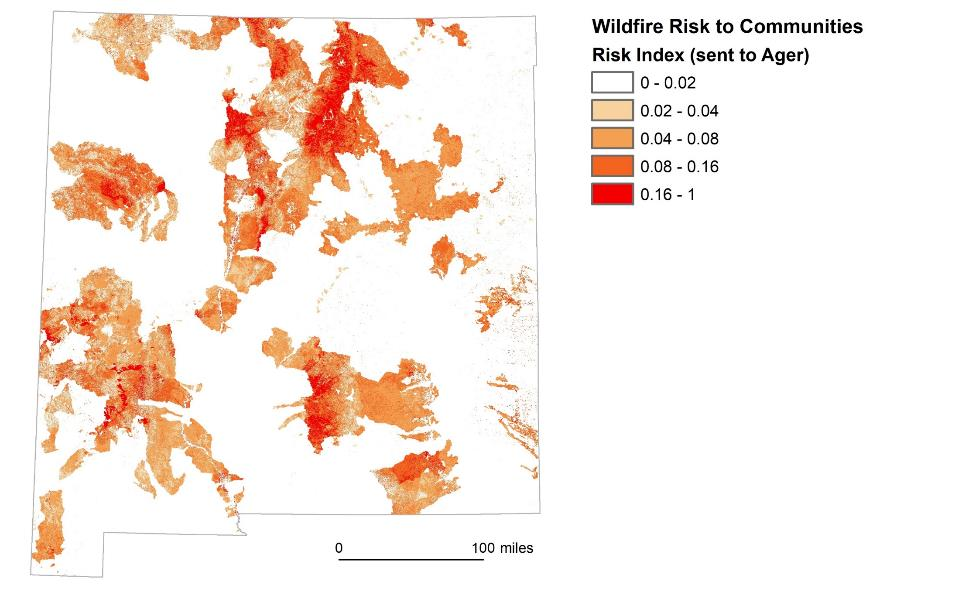 Wildfire Risk to Communities
Risk Index (sent to Ager)
0 - 0.02
0.02 - 0.04
0.04 - 0.08
0.08 - 0.16
0.16 - 1
0 100 miles